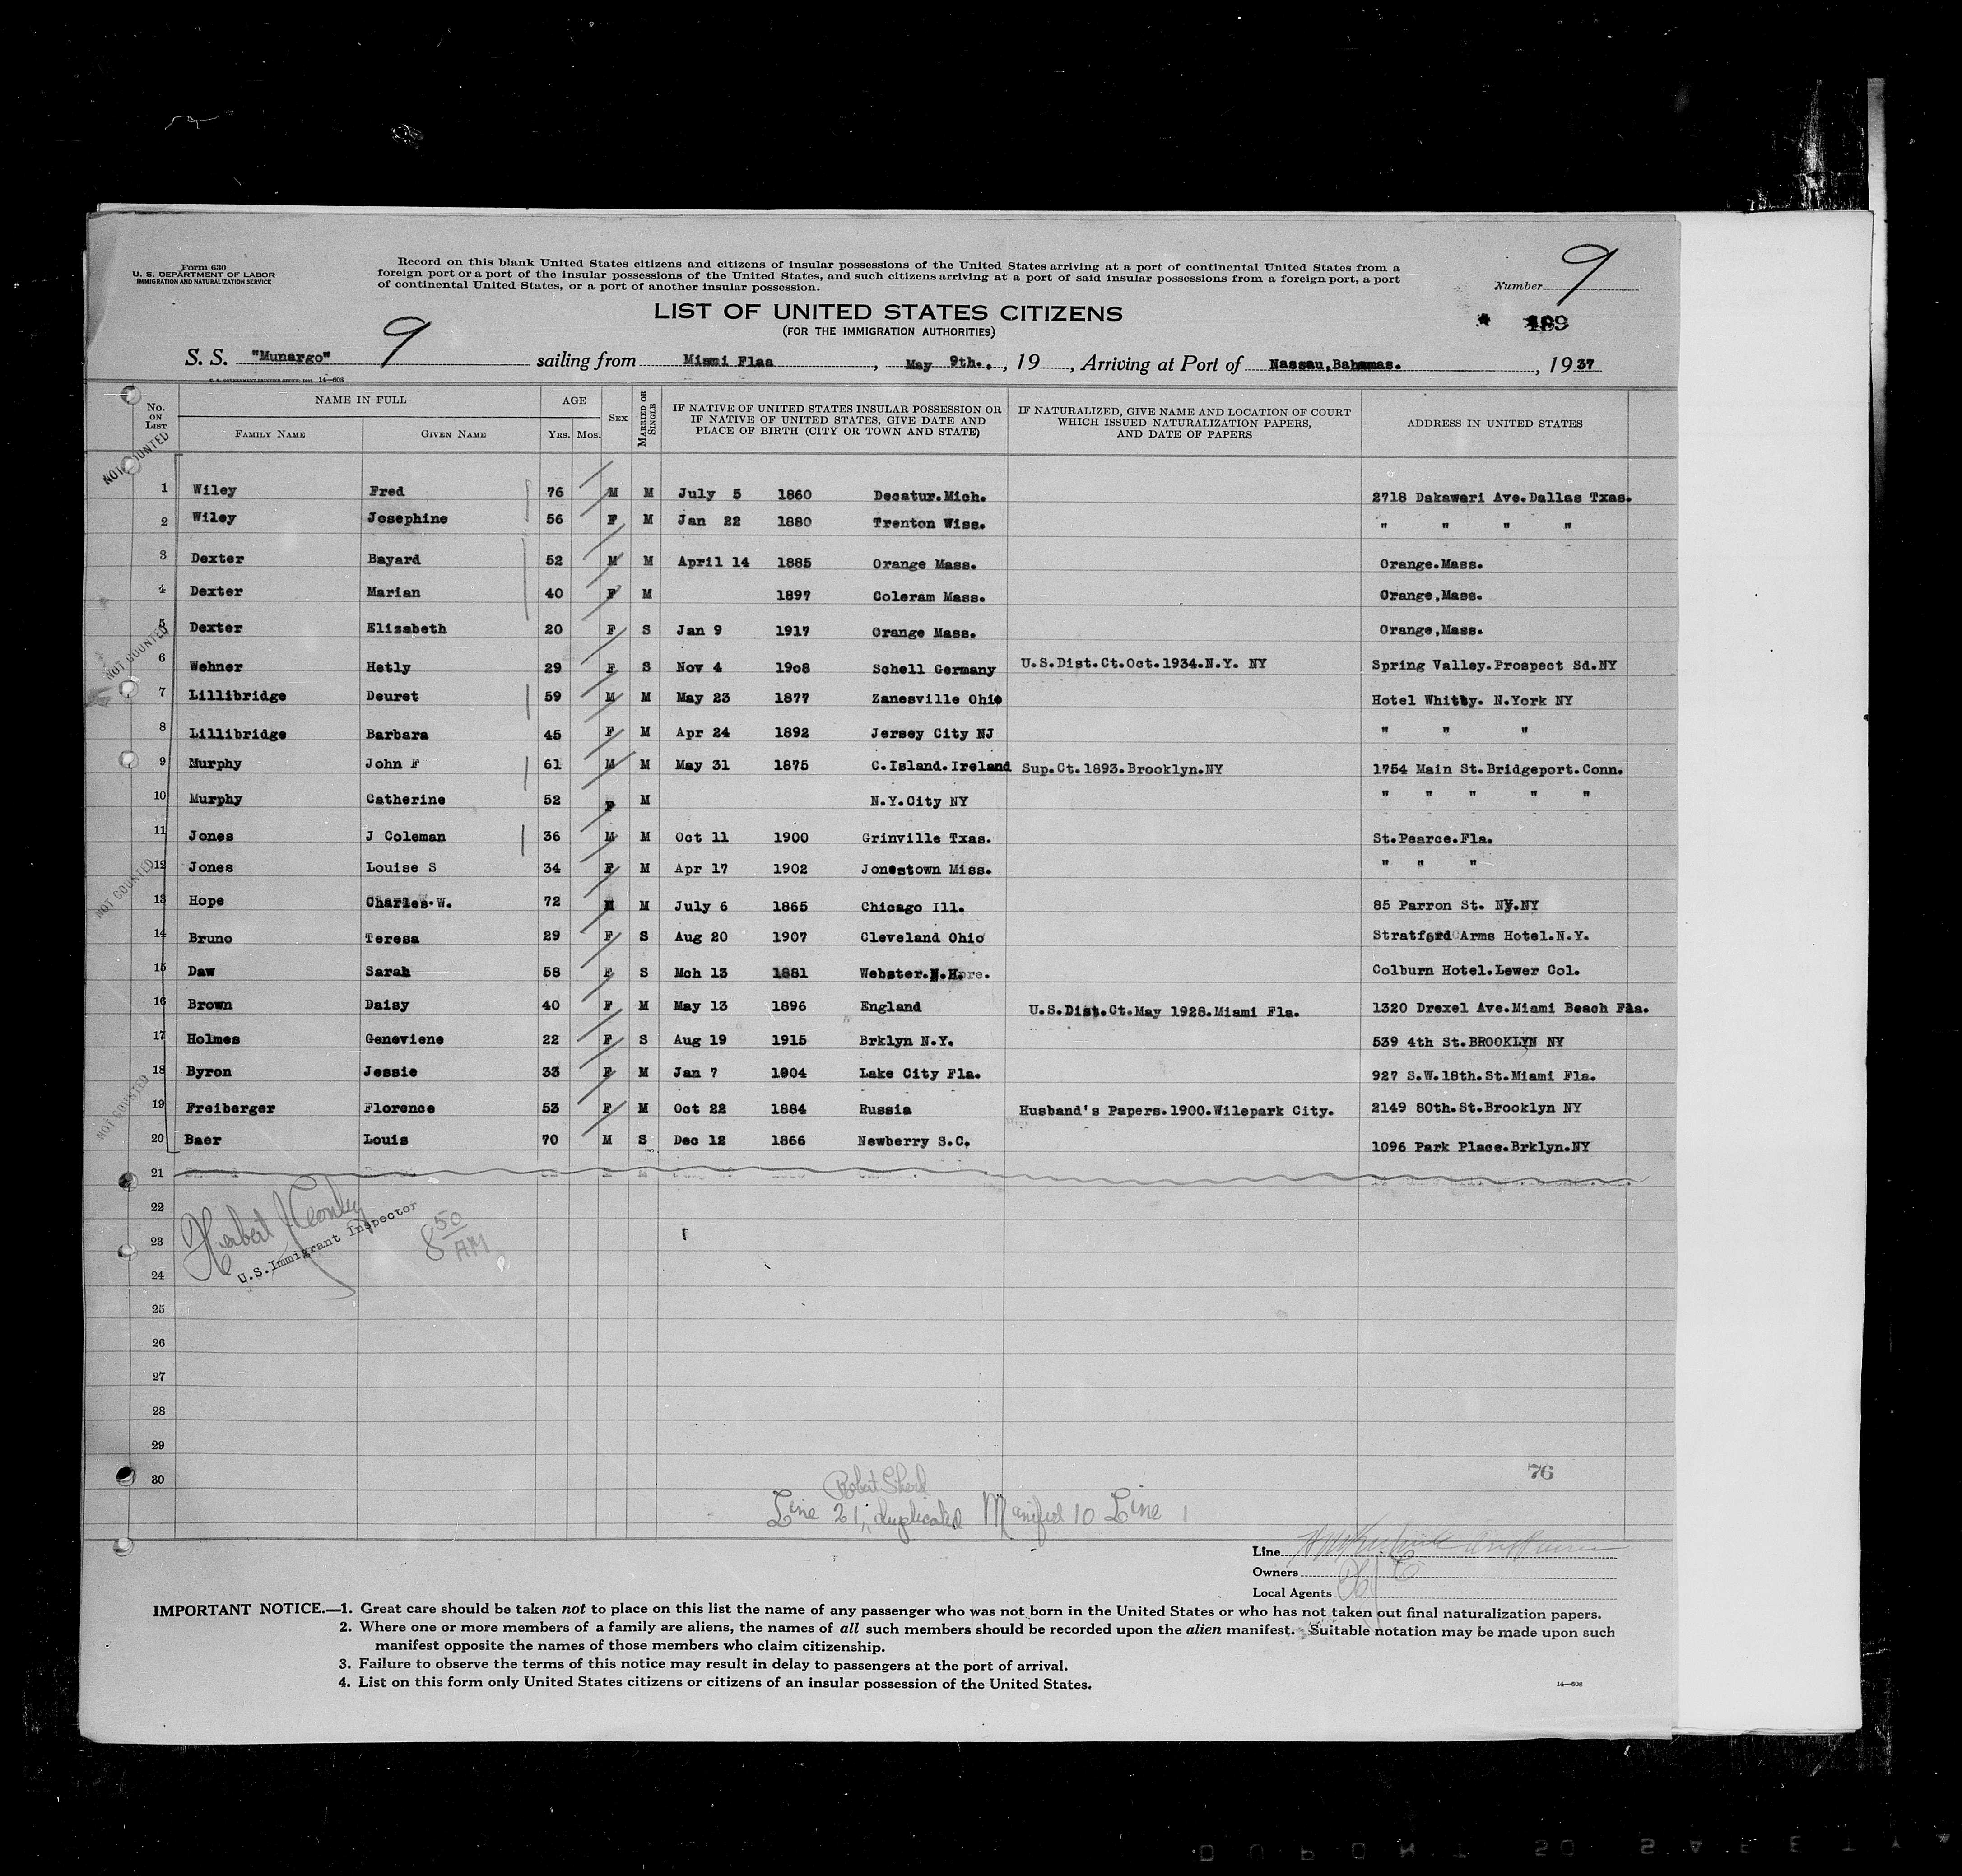 Form 630
U. S. DEPARTMENT OF LABOR
IMMIGRATION AND NATURALIZATION SERVICE
Record on this blank United States citizens and citizens of insular possessions of the United States arriving at a port of continental United States from a
foreign port or a port of the insular possessions of the United States, and such citizens arriving at a port of said insular possessions from a foreign port, a port
of continental United States, or a port of another insular possession.
Number 9
LIST OF UNITED STATES CITIZENS
(FOR THE IMMIGRATION AUTHORITIES)
9
S. S. "Munargo" sailing from Miami Flaa, May 9th., 19, Arriving at Port of Nassau,Bahamas., 1937
No. ON LIST NAME IN FULL AGE SEX MARRIED OR SINGLE IF NATIVE OF UNITED STATES INSULAR POSSESSION OR IF NATIVE OF UNITED STATES, GIVE DATE AND PLACE OF BIRTH (CITY OR TOWN AND STATE) IF NATURALIZED, GIVE NAME AND LOCATION OF COURT WHICH ISSUED NATURALIZATION PAPERS, AND DATE OF PAPERS ADDRESS IN UNITED STATES
FAMILY NAME GIVEN NAME YRS. MOS.
NOT COUNTED
1 Wiley Fred 76 M M July 5 1860 Decatur.Mich. 2718 Dakawari Ave.Dallas Txas.
2 Wiley Josephine 56 F M Jan 22 1880 Trenton Wiss. " " " "
3 Dexter Bayard 52 M M April 14 1885 Orange Mass. Orange.Mass.
4 Dexter Marian 40 F M 1897 Coleram Mass. Orange,Mass.
5 Dexter Elizabeth 20 F S Jan 9 1917 Orange Mass. Orange,Mass.
NOT COUNTED
6 Wehner Hetly 29 F S Nov 4 1908 Schell Germany U.S.Dist.Ct.Oct.1934.N.Y. NY Spring Valley.Prospect Sd.NY
7 Lillibridge Deuret 59 M M May 23 1877 Zanesville Ohio Hotel Whitty. N.York NY
8 Lillibridge Barbara 45 F M Apr 24 1892 Jersey City NJ " " "
9 Murphy John F 61 M M May 31 1875 C.Island.Ireland Sup.Ct.1893.Brooklyn.NY 1754 Main St.Bridgeport.Conn.
10 Murphy Catherine 52 F M N.Y.City NY " " " " "
11 Jones J Coleman 36 M M Oct 11 1900 Grinville Txas. St.Pearce.Fla.
12 Jones Louise S 34 F M Apr 17 1902 Jonestown Miss. " " "
NOT COUNTED
13 Hope Charles.W. 72 M M July 6 1865 Chicago Ill. 85 Parron St. NY.NY
14 Bruno Teresa 29 F S Aug 20 1907 Cleveland Ohio Stratford Arms Hotel.N.Y.
15 Daw Sarah 58 F S Mch 13 1881 Webster.N.H. Colburn Hotel.Lewer Col.
16 Brown Daisy 40 F M May 13 1896 England U.S.Dist.Ct.May 1928.Miami Fla. 1320 Drexel Ave.Miami Beach Fla.
17 Holmes Geneviene 22 F S Aug 19 1915 Brklyn N.Y. 539 4th St.BROOKLYN NY
18 Byron Jessie 33 F M Jan 7 1904 Lake City Fla. 927 S.W.18th.St.Miami Fla.
NOT COUNTED
19 Freiberger Florence 53 F M Oct 22 1884 Russia Husband's Papers.1900.Wilepark City. 2149 80th.St.Brooklyn NY
20 Baer Louis 70 M S Dec 12 1866 Newberry S.C. 1096 Park Place.Brklyn.NY
21
22
23
24
25
26
27
28
29
30
Herbert
U.S.Immigrant Inspector
8 50 AM
76
Robert
Line 21, duplicated Manifest 10 Line 1
Line
Owners
Local Agents
IMPORTANT NOTICE.—1. Great care should be taken not to place on this list the name of any passenger who was not born in the United States or who has not taken out final naturalization papers.
2. Where one or more members of a family are aliens, the names of all such members should be recorded upon the alien manifest. Suitable notation may be made upon such
manifest opposite the names of those members who claim citizenship.
3. Failure to observe the terms of this notice may result in delay to passengers at the port of arrival.
4. List on this form only United States citizens or citizens of an insular possession of the United States.
14—608
DUPONT SO SAFETY